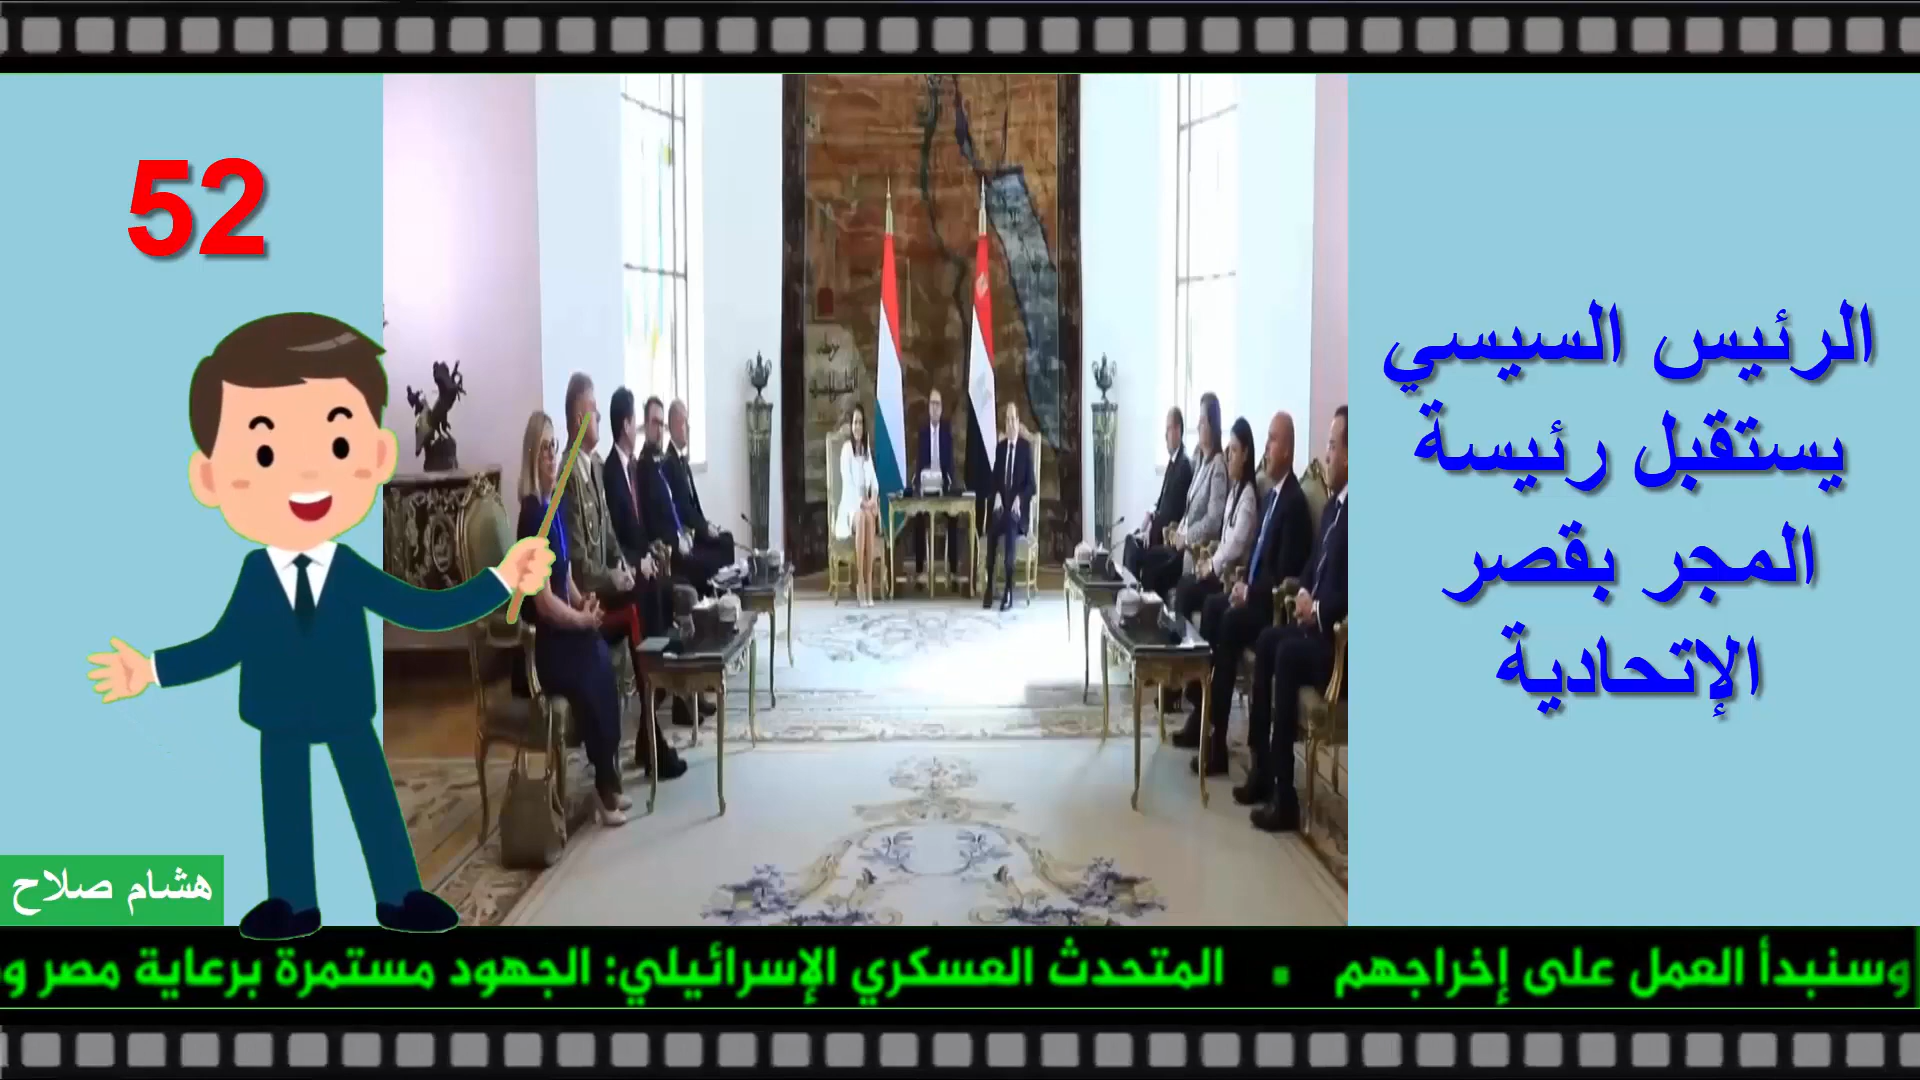 52
الرئيس السيسي
يستقبل رئيسة
المجر بقصر
الإتحادية
هشام صلاح
وسنبدأ العمل على إخراجهم ▪ المتحدث العسكري الإسرائيلي: الجهود مستمرة برعاية مصر و